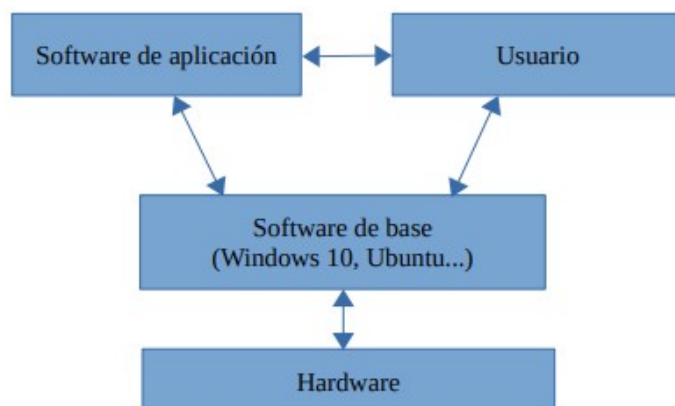 Software de aplicación
Usuario
Software de base
(Windows 10, Ubuntu...)
Hardware